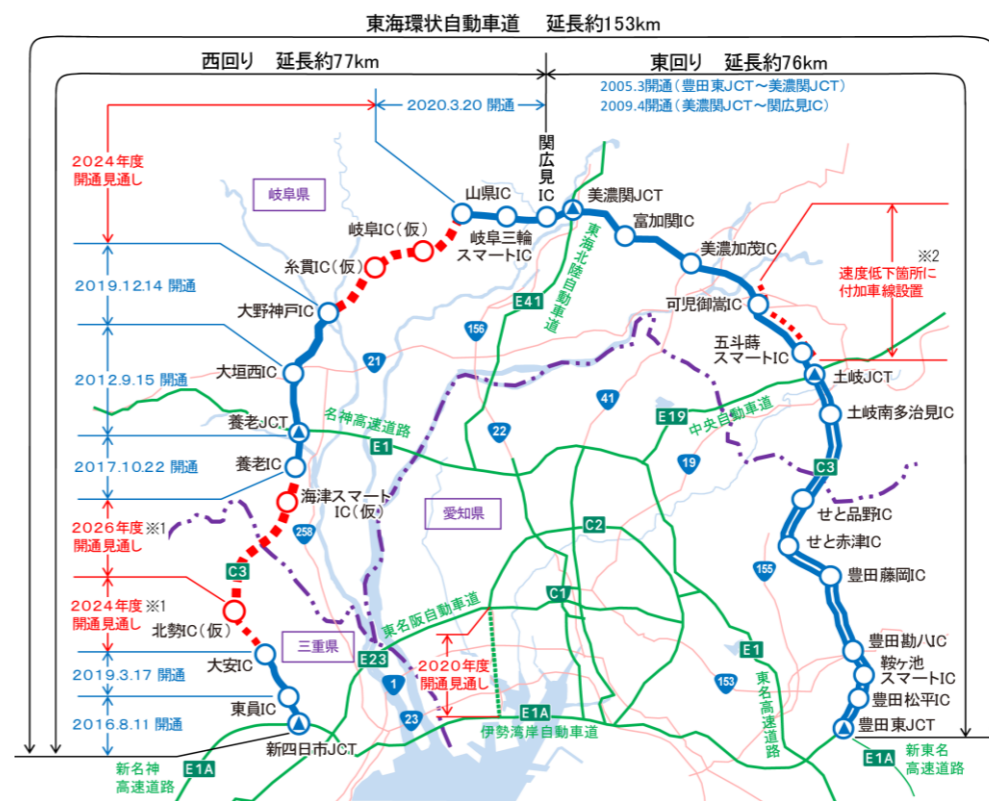 東海環状自動車道 延長約153km
西回り 延長約77km
東回り 延長約76km
2005.3開通(豊田東JCT～美濃関JCT)
2009.4開通(美濃関JCT～関広見IC)
2020.3.20 開通
2024年度
開通見通し
2019.12.14 開通
2012.9.15 開通
2017.10.22 開通
2026年度 ※1
開通見通し
2024年度 ※1
開通見通し
2019.3.17 開通
2016.8.11 開通
岐阜県
愛知県
三重県
関広見IC
山県IC
岐阜三輪
スマートIC
岐阜IC(仮)
糸貫IC(仮)
大野神戸IC
大垣西IC
養老JCT
養老IC
海津スマート
IC(仮)
北勢IC(仮)
大安IC
東員IC
新四日市JCT
美濃関JCT
富加関IC
美濃加茂IC
可児御嵩IC
五斗蒔
スマートIC
土岐JCT
土岐南多治見IC
せと品野IC
せと赤津IC
豊田藤岡IC
豊田勘八IC
鞍ヶ池
スマートIC
豊田松平IC
豊田東JCT
※2
速度低下箇所に
付加車線設置
東海北陸自動車道
E41
名神高速道路
E1
中央自動車道
E19
C3
C3
C2
C1
東名阪自動車道
E23
2020年度
開通見通し
伊勢湾岸自動車道
E1A
東名高速道路
E1
新名神
高速道路
E1A
新東名
高速道路
E1A
156
21
22
41
19
258
155
153
1
23